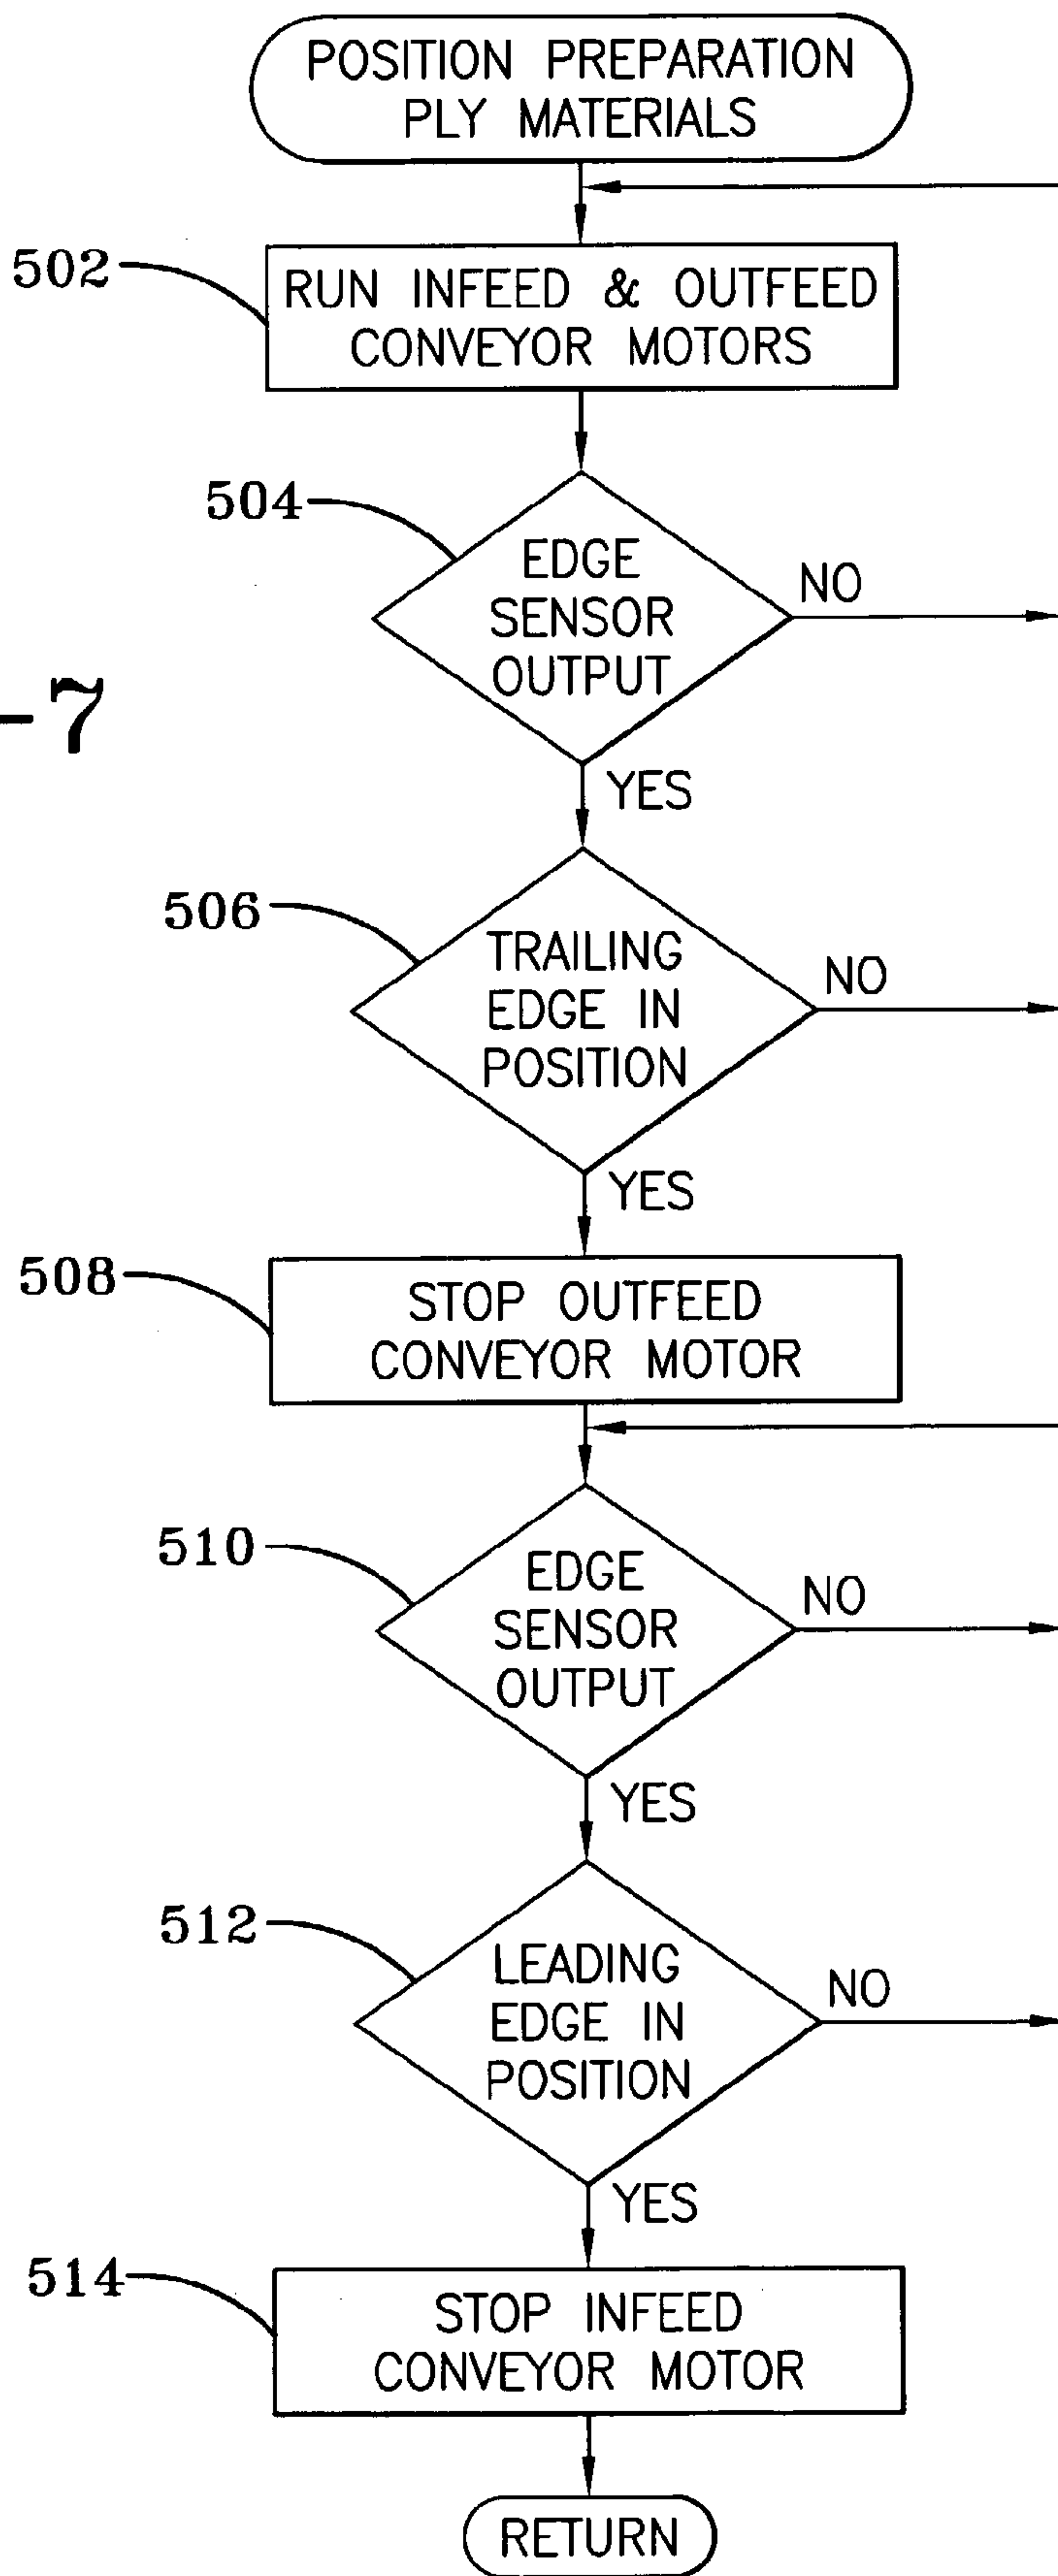 POSITION PREPARATION
PLY MATERIALS
502
RUN INFEED & OUTFEED
CONVEYOR MOTORS
504
EDGE
SENSOR
OUTPUT
NO
-7
YES
506
TRAILING
EDGE IN
POSITION
NO
YES
508
STOP OUTFEED
CONVEYOR MOTOR
510
EDGE
SENSOR
OUTPUT
NO
YES
512
LEADING
EDGE IN
POSITION
NO
YES
514
STOP INFEED
CONVEYOR MOTOR
RETURN